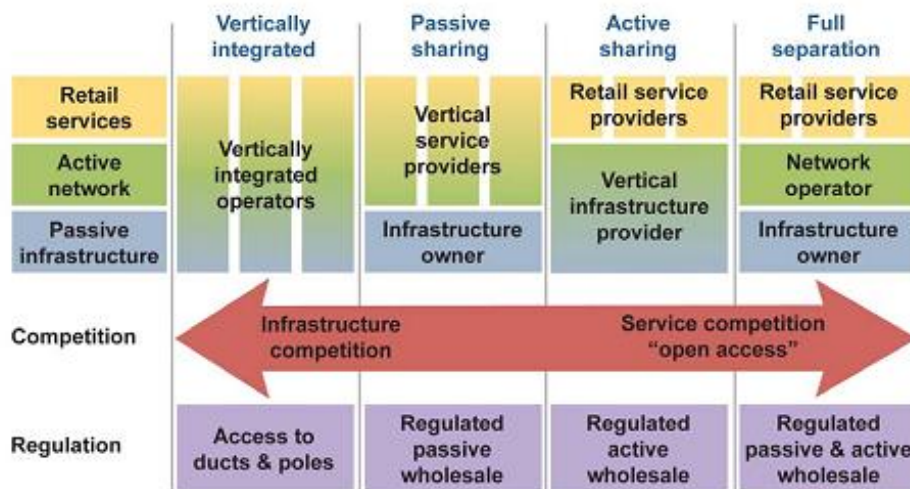 Vertically
integrated
Passive
sharing
Active
sharing
Full
separation
Retail
services
Active
network
Passive
infrastructure
Vertically
integrated
operators
Vertical
service
providers
Infrastructure
owner
Retail service
providers
Vertical
infrastructure
provider
Retail service
providers
Network
operator
Infrastructure
owner
Competition
Infrastructure
competition
Service competition
“open access”
Regulation
Access to
ducts & poles
Regulated
passive
wholesale
Regulated
active
wholesale
Regulated
passive & active
wholesale